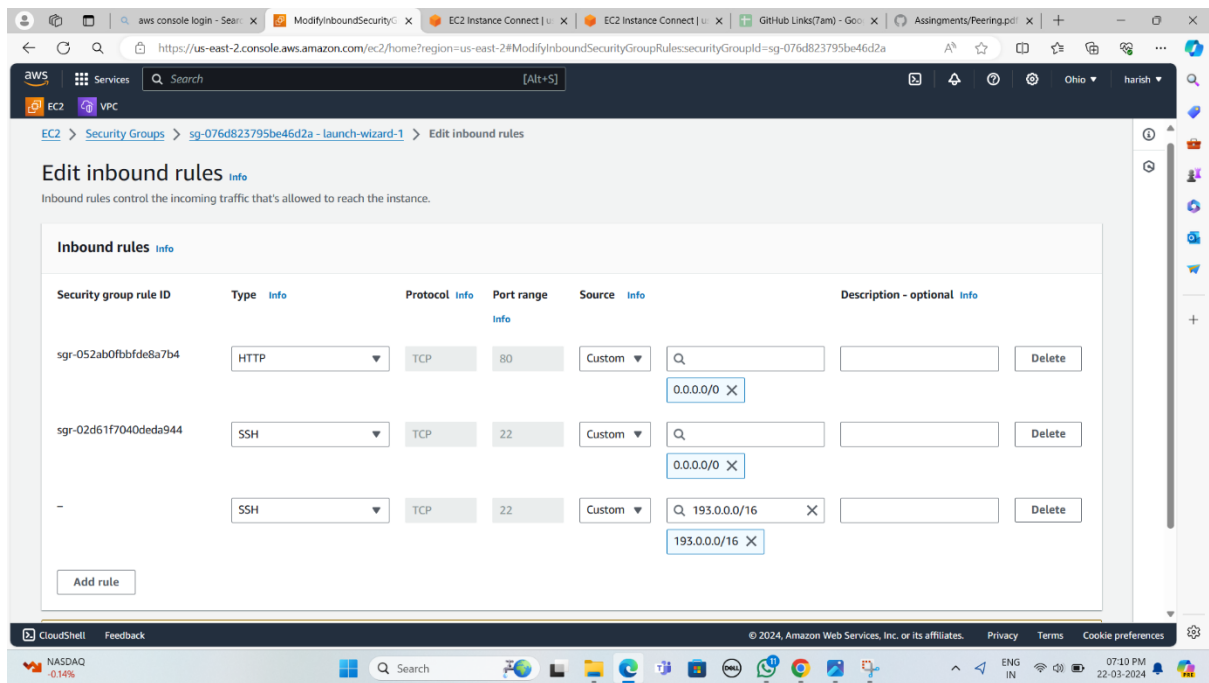 aws console login - Searc
ModifyInboundSecurityG
EC2 Instance Connect | u
EC2 Instance Connect | u
GitHub Links(7am) - Goo
Assingments/Peering.pdf
https://us-east-2.console.aws.amazon.com/ec2/home?region=us-east-2#ModifyInboundSecurityGroupRules:securityGroupId=sg-076d823795be46d2a
aws Services Search [Alt+S] Ohio harish
EC2 VPC
EC2 > Security Groups > sg-076d823795be46d2a - launch-wizard-1 > Edit inbound rules
Edit inbound rules Info
Inbound rules control the incoming traffic that's allowed to reach the instance.
Inbound rules Info
Security group rule ID Type Info Protocol Info Port range Source Info Description - optional Info
Info
sgr-052ab0fbbfde8a7b4 HTTP TCP 80 Custom Delete
0.0.0.0/0
sgr-02d61f7040deda944 SSH TCP 22 Custom Delete
0.0.0.0/0
– SSH TCP 22 Custom 193.0.0.0/16 Delete
193.0.0.0/16
Add rule
CloudShell Feedback © 2024, Amazon Web Services, Inc. or its affiliates. Privacy Terms Cookie preferences
NASDAQ
-0.14%
Search
DELL
11
ENG
IN
07:10 PM
22-03-2024
PRE